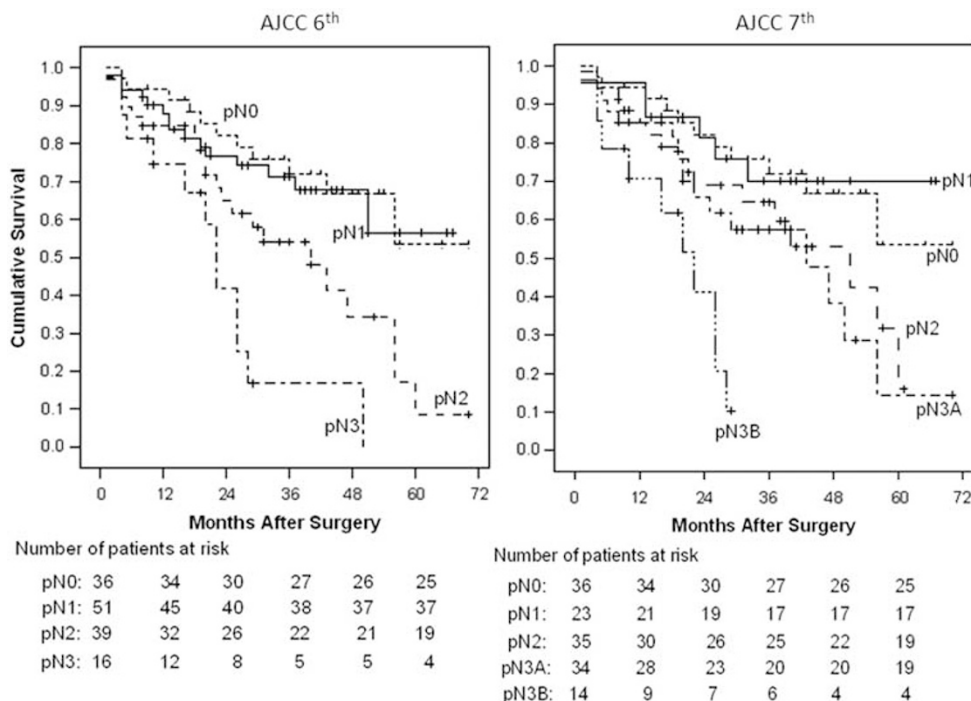 AJCC 6th
Cumulative Survival
1.0
0.9
0.8
0.7
0.6
0.5
0.4
0.3
0.2
0.1
0.0
pN0
pN1
pN2
pN3
0 12 24 36 48 60 72
Months After Surgery
Number of patients at risk
pN0: 36 34 30 27 26 25
pN1: 51 45 40 38 37 37
pN2: 39 32 26 22 21 19
pN3: 16 12 8 5 5 4
AJCC 7th
1.0
0.9
0.8
0.7
0.6
0.5
0.4
0.3
0.2
0.1
0.0
pN1
pN0
pN2
pN3A
pN3B
0 12 24 36 48 60 72
Months After Surgery
Number of patients at risk
pN0: 36 34 30 27 26 25
pN1: 23 21 19 17 17 17
pN2: 35 30 26 25 22 19
pN3A: 34 28 23 20 20 19
pN3B: 14 9 7 6 4 4